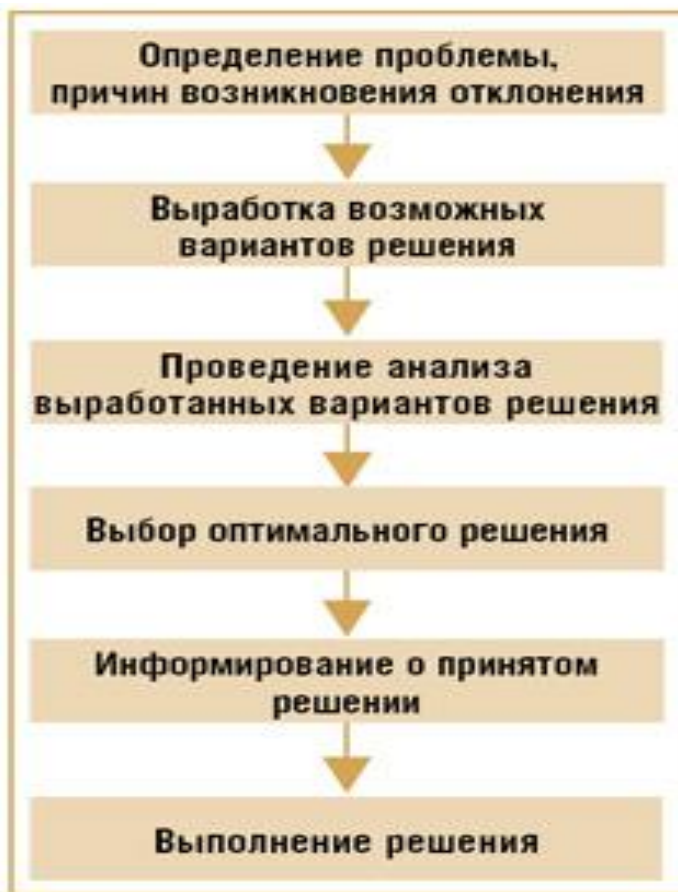 Определение проблемы,
причин возникновения отклонения
Выработка возможных
вариантов решения
Проведение анализа
выработанных вариантов решения
Выбор оптимального решения
Информирование о принятом
решении
Выполнение решения